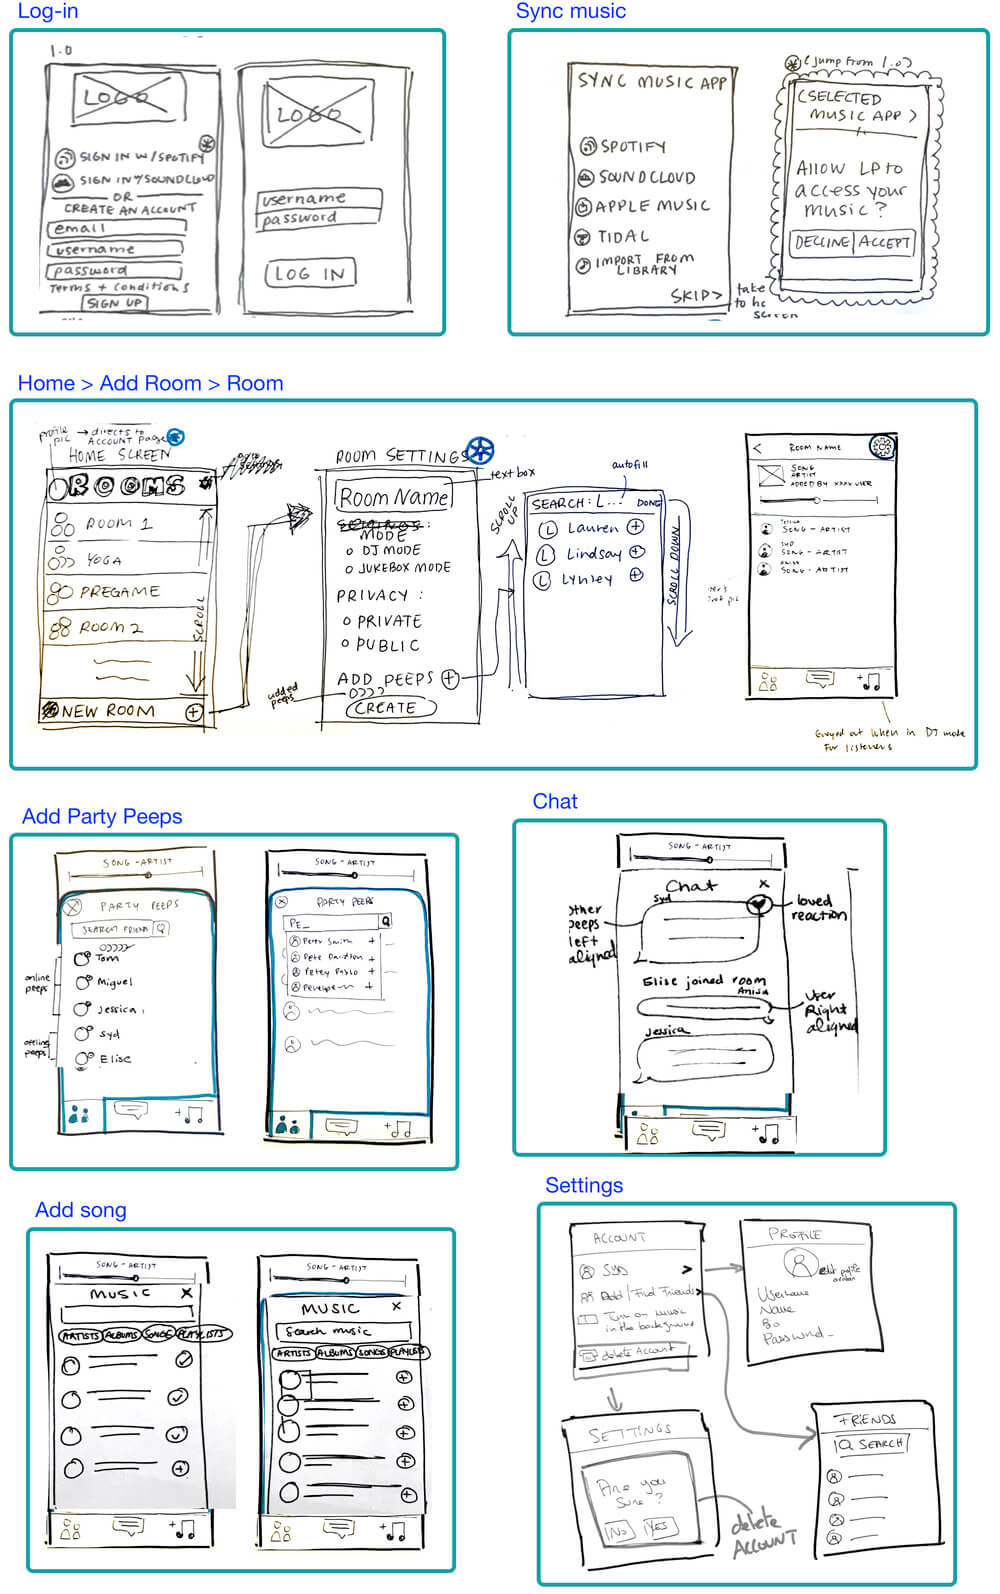 Log-in
1.0
LOGO
SIGN IN W/SPOTIFY
SIGN IN W/SOUNDCLOUD
OR
CREATE AN ACCOUNT
email
username
password
Terms + conditions
SIGN UP
LOGO
username
password
LOG IN
Sync music
SYNC MUSIC APP
SPOTIFY
SOUNDCLOUD
APPLE MUSIC
TIDAL
IMPORT FROM
LIBRARY
SKIP>
take
to
screen
(jump from 1.0)
(SELECTED
MUSIC APP >
ALLOW LP to
access your
music?
DECLINE ACCEPT
Home > Add Room > Room
profile
pic
→ directs to
ACCOUNT page
HOME SCREEN
ROOMS
ROOM 1
YOGA
PREGAME
ROOM 2
SCROLL
NEW ROOM
ROOM SETTINGS
text box
Room Name
MODE
DJ MODE
JUKEBOX MODE
PRIVACY :
PRIVATE
PUBLIC
ADD PEEPS
added
peeps
CREATE
SCROLL
UP
autofill
SEARCH: L... DONE
L Lauren
L Lindsay
L Lynsey
SCROLL DOWN
< ROOM NAME
SONG
ARTIST
ADDED BY XXXX USER
SONG - ARTIST
SYD
SONG - ARTIST
SONG - ARTIST
Greyed out when in DJ mode
for listeners
Add Party Peeps
SONG - ARTIST
PARTY PEEPS
SEARCH FRIEND
Tom
Miguel
Jessica
Syd
Elise
online
peeps
offline
peeps
SONG - ARTIST
PARTY PEEPS
PE_
Peter Smith +
Pete Davidson +
Petey Pablo +
+
Chat
SONG - ARTIST
Chat x
Syd
loved
reaction
other
peeps
left
aligned
Elise joined room
Anisa
User
Right
aligned
Jessica
Add song
SONG - ARTIST
MUSIC X
ARTISTS ALBUMS SONGS PLAYLISTS
SONG - ARTIST
MUSIC X
Search music
ARTISTS ALBUMS SONGS PLAYLISTS
Settings
ACCOUNT
SYD >
Add / Find Friends >
Turn on music
in the background
delete Account
PROFILE
edit profile
avatar
Username
Name
Bio
Password
SETTINGS
Are you
sure ?
NO YES
delete
ACCOUNT
FRIENDS
SEARCH